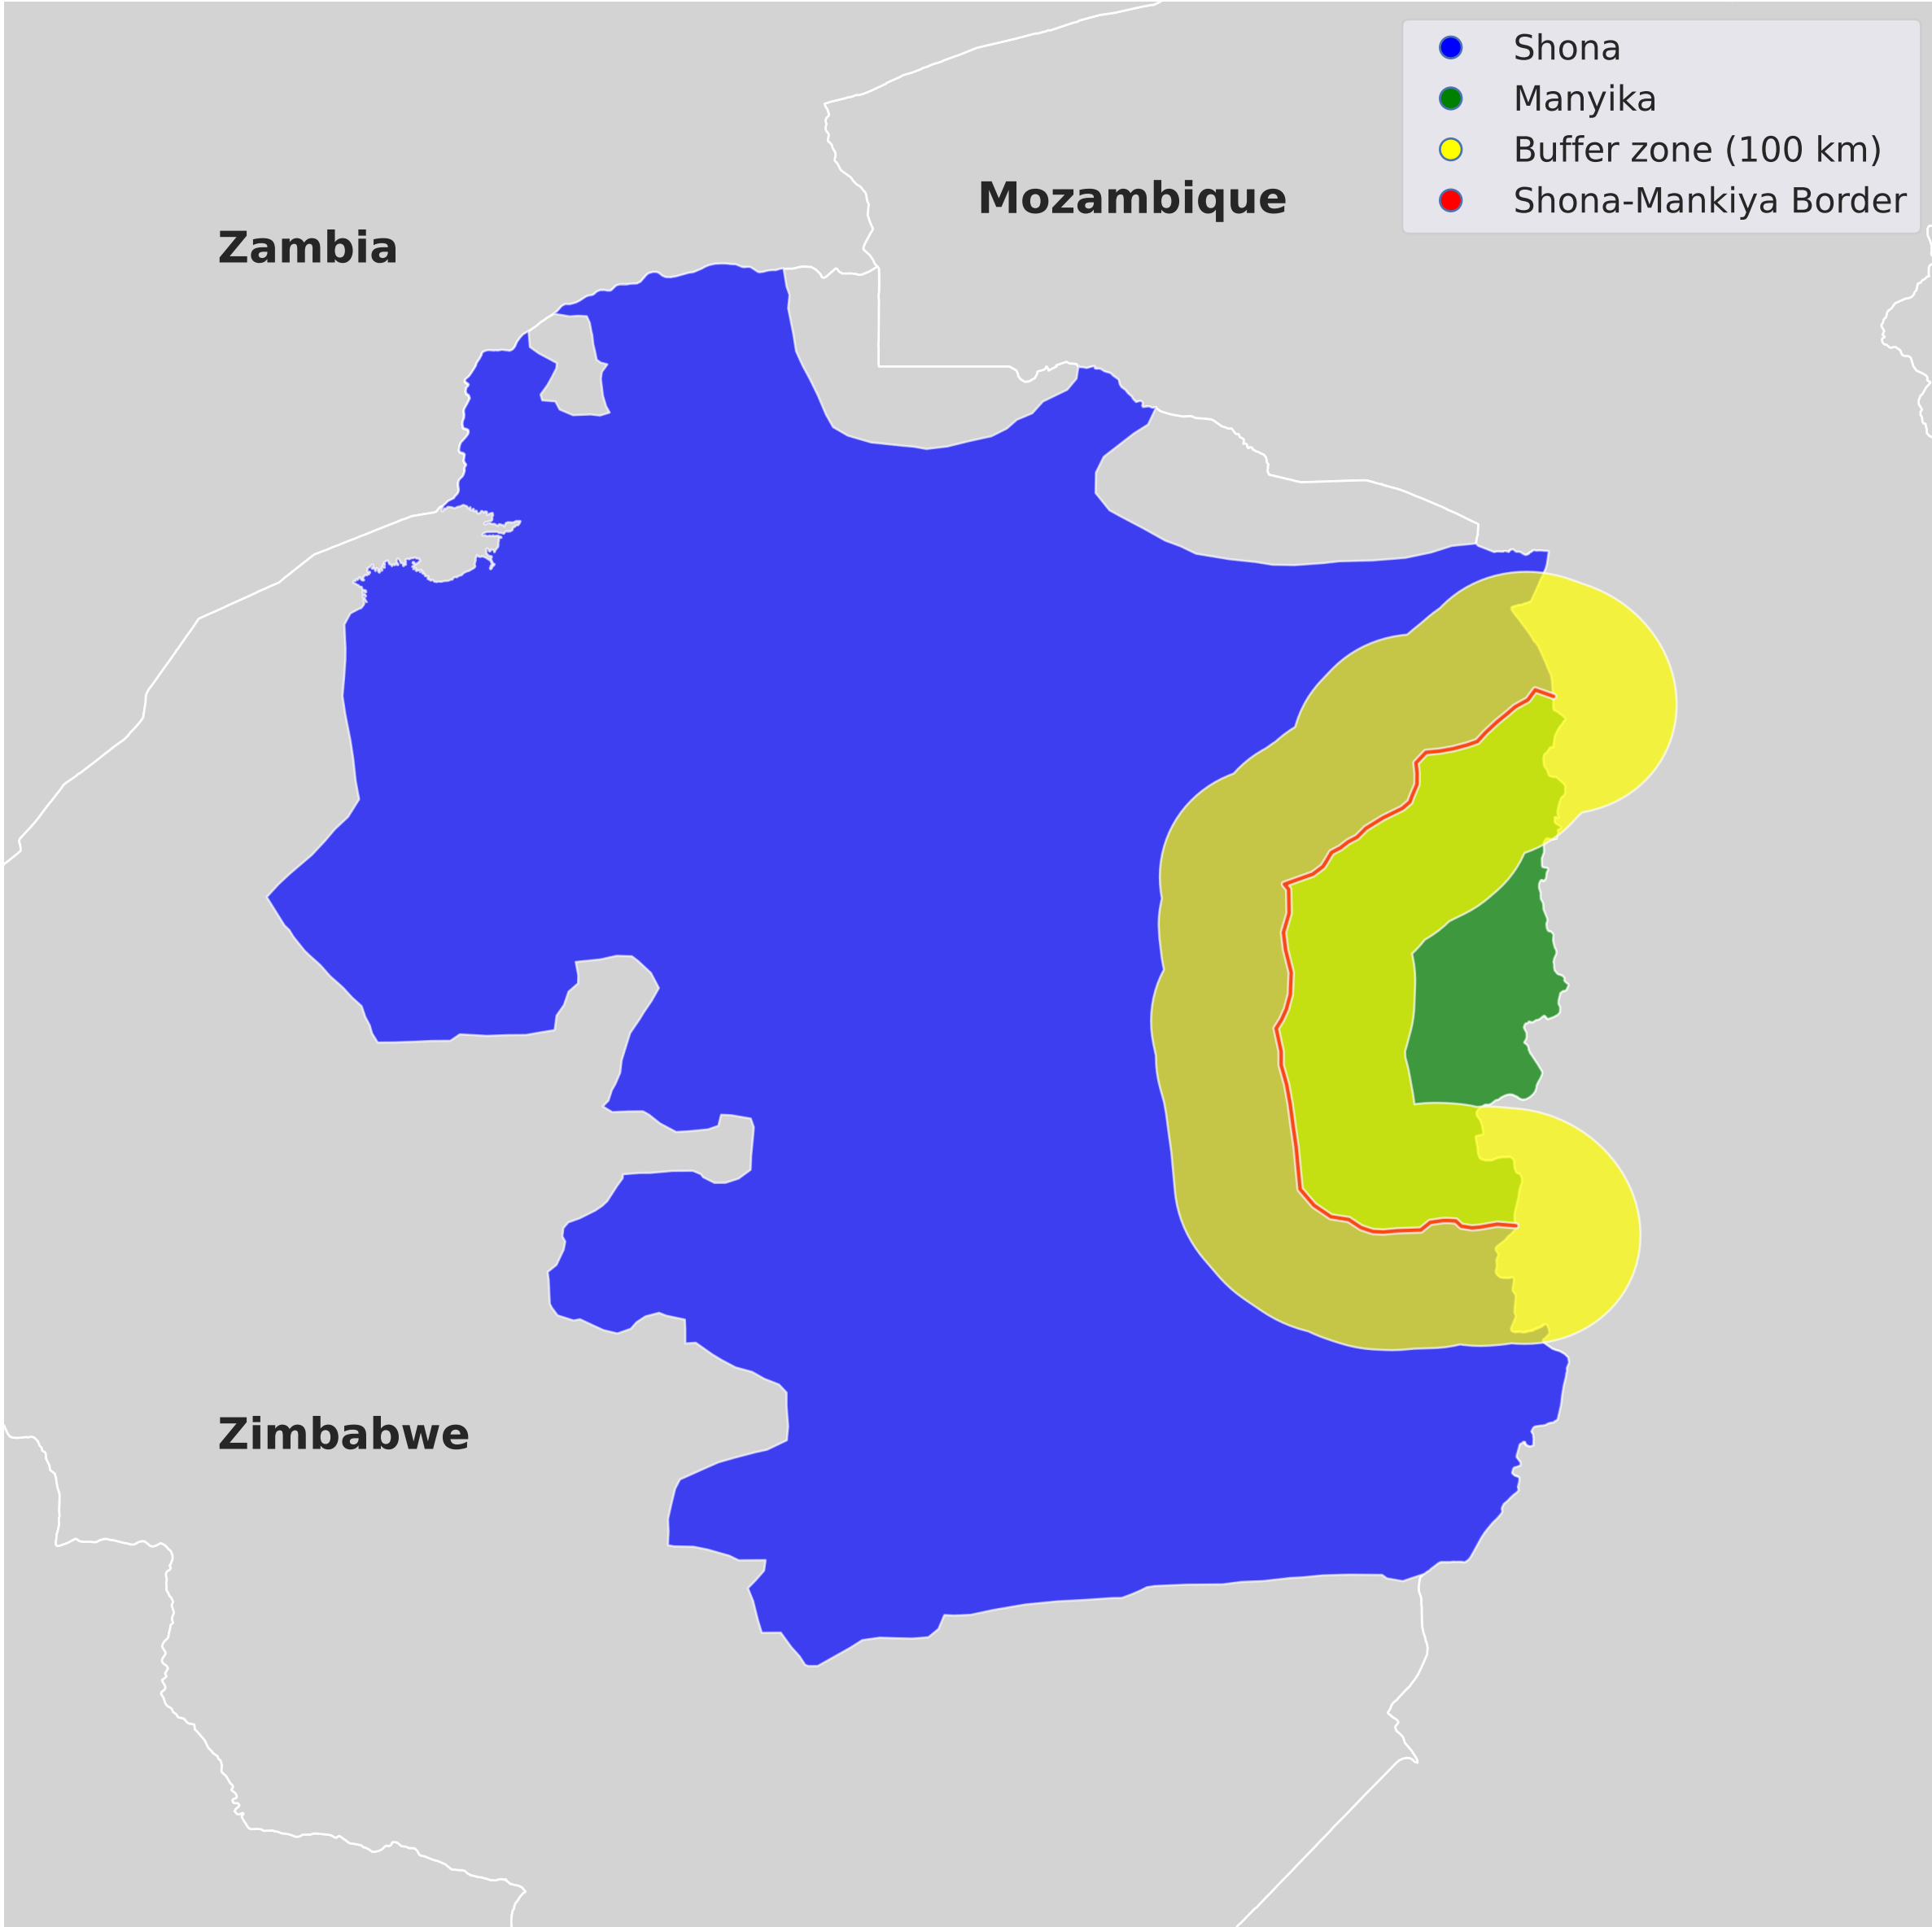 Shona
Manyika
Buffer zone (100 km)
Shona-Mankiya Border
Mozambique
Zambia
Zimbabwe